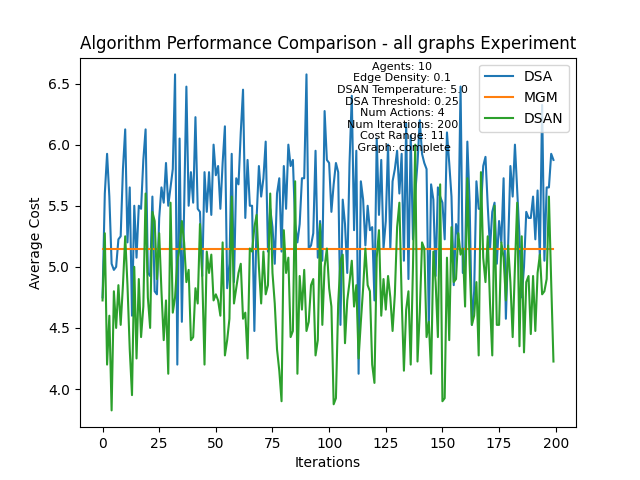 Algorithm Performance Comparison - all graphs Experiment
Agents: 10
Edge Density: 0.1
DSAN Temperature: 5.0
DSA Threshold: 0.25
Num Actions: 4
Num Iterations: 200
Cost Range: 11
Graph: complete
DSA
MGM
DSAN
Average Cost
6.5
6.0
5.5
5.0
4.5
4.0
0 25 50 75 100 125 150 175 200
Iterations